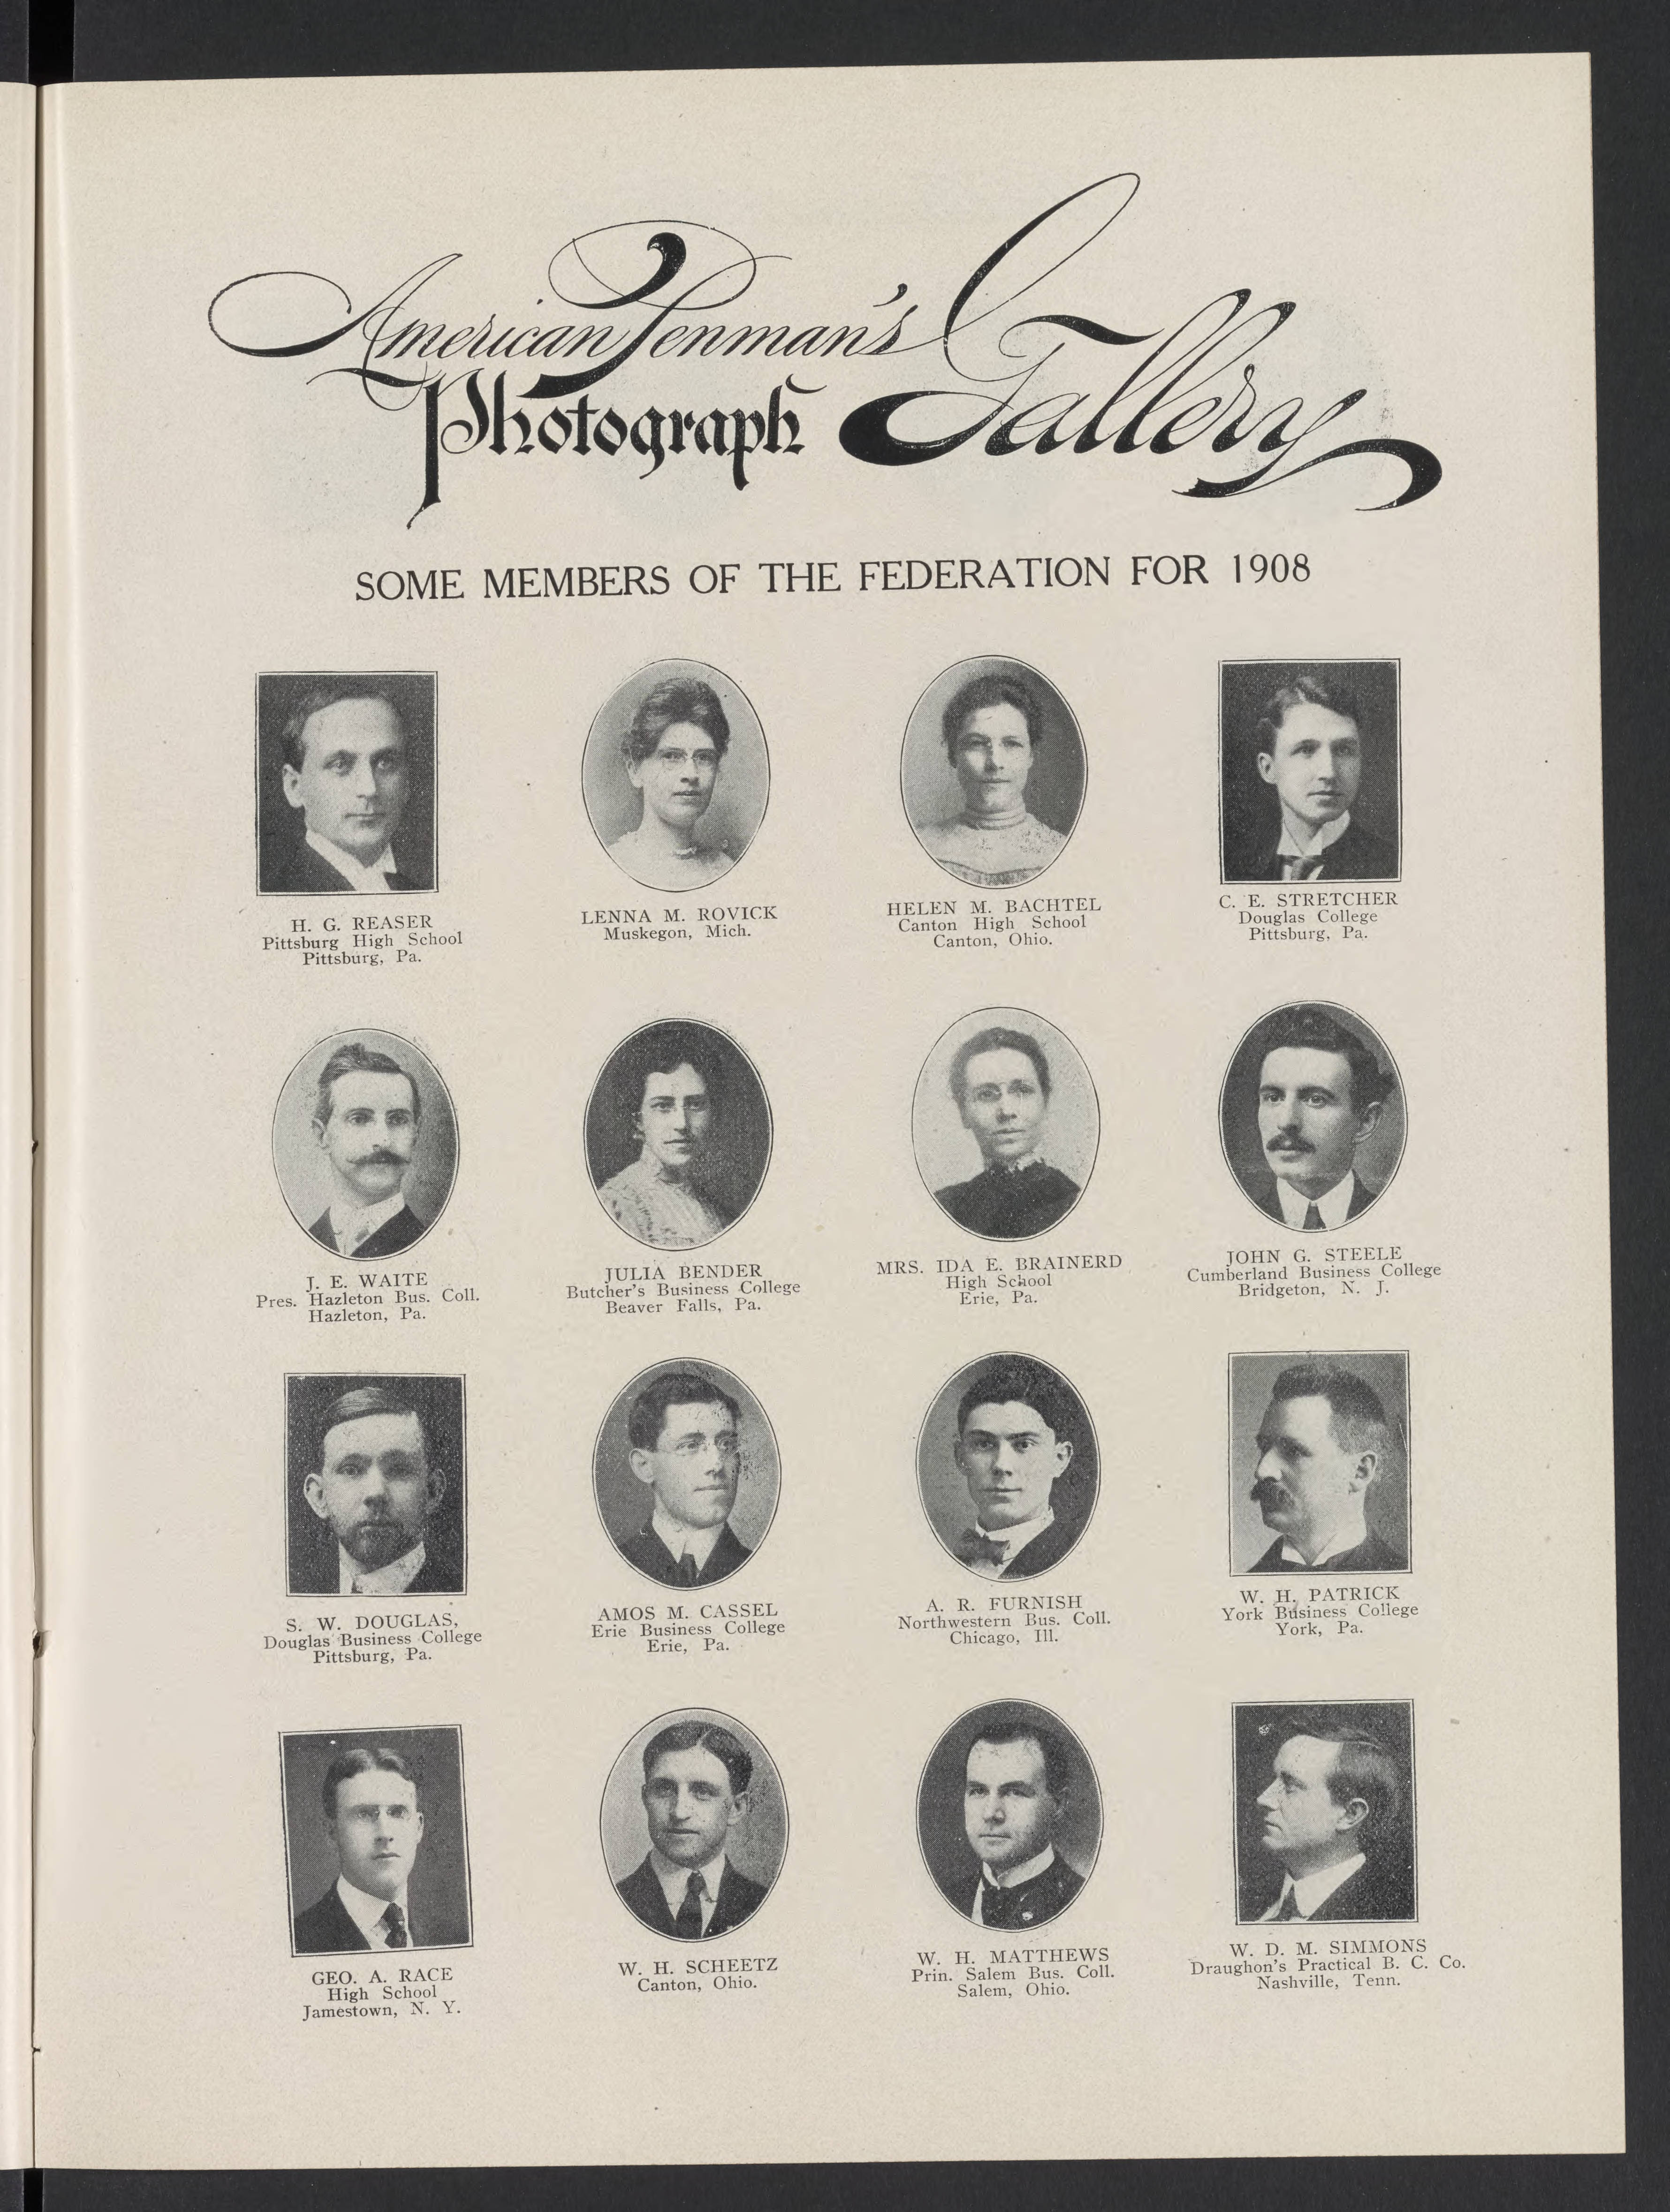 American Penman's
Photograph Gallery
SOME MEMBERS OF THE FEDERATION FOR 1908
H. G. REASER
Pittsburg High School
Pittsburg, Pa.
LENNA M. ROVICK
Muskegon, Mich.
HELEN M. BACHTEL
Canton High School
Canton, Ohio.
C. E. STRETCHER
Douglas College
Pittsburg, Pa.
J. E. WAITE
Pres. Hazleton Bus. Coll.
Hazleton, Pa.
JULIA BENDER
Butcher's Business College
Beaver Falls, Pa.
MRS. IDA E. BRAINERD
High School
Erie, Pa.
JOHN G. STEELE
Cumberland Business College
Bridgeton, N. J.
S. W. DOUGLAS,
Douglas Business College
Pittsburg, Pa.
AMOS M. CASSEL
Erie Business College
Erie, Pa.
A. R. FURNISH
Northwestern Bus. Coll.
Chicago, Ill.
W. H. PATRICK
York Business College
York, Pa.
GEO. A. RACE
High School
Jamestown, N. Y.
W. H. SCHEETZ
Canton, Ohio.
W. H. MATTHEWS
Prin. Salem Bus. Coll.
Salem, Ohio.
W. D. M. SIMMONS
Draughon's Practical B. C. Co.
Nashville, Tenn.